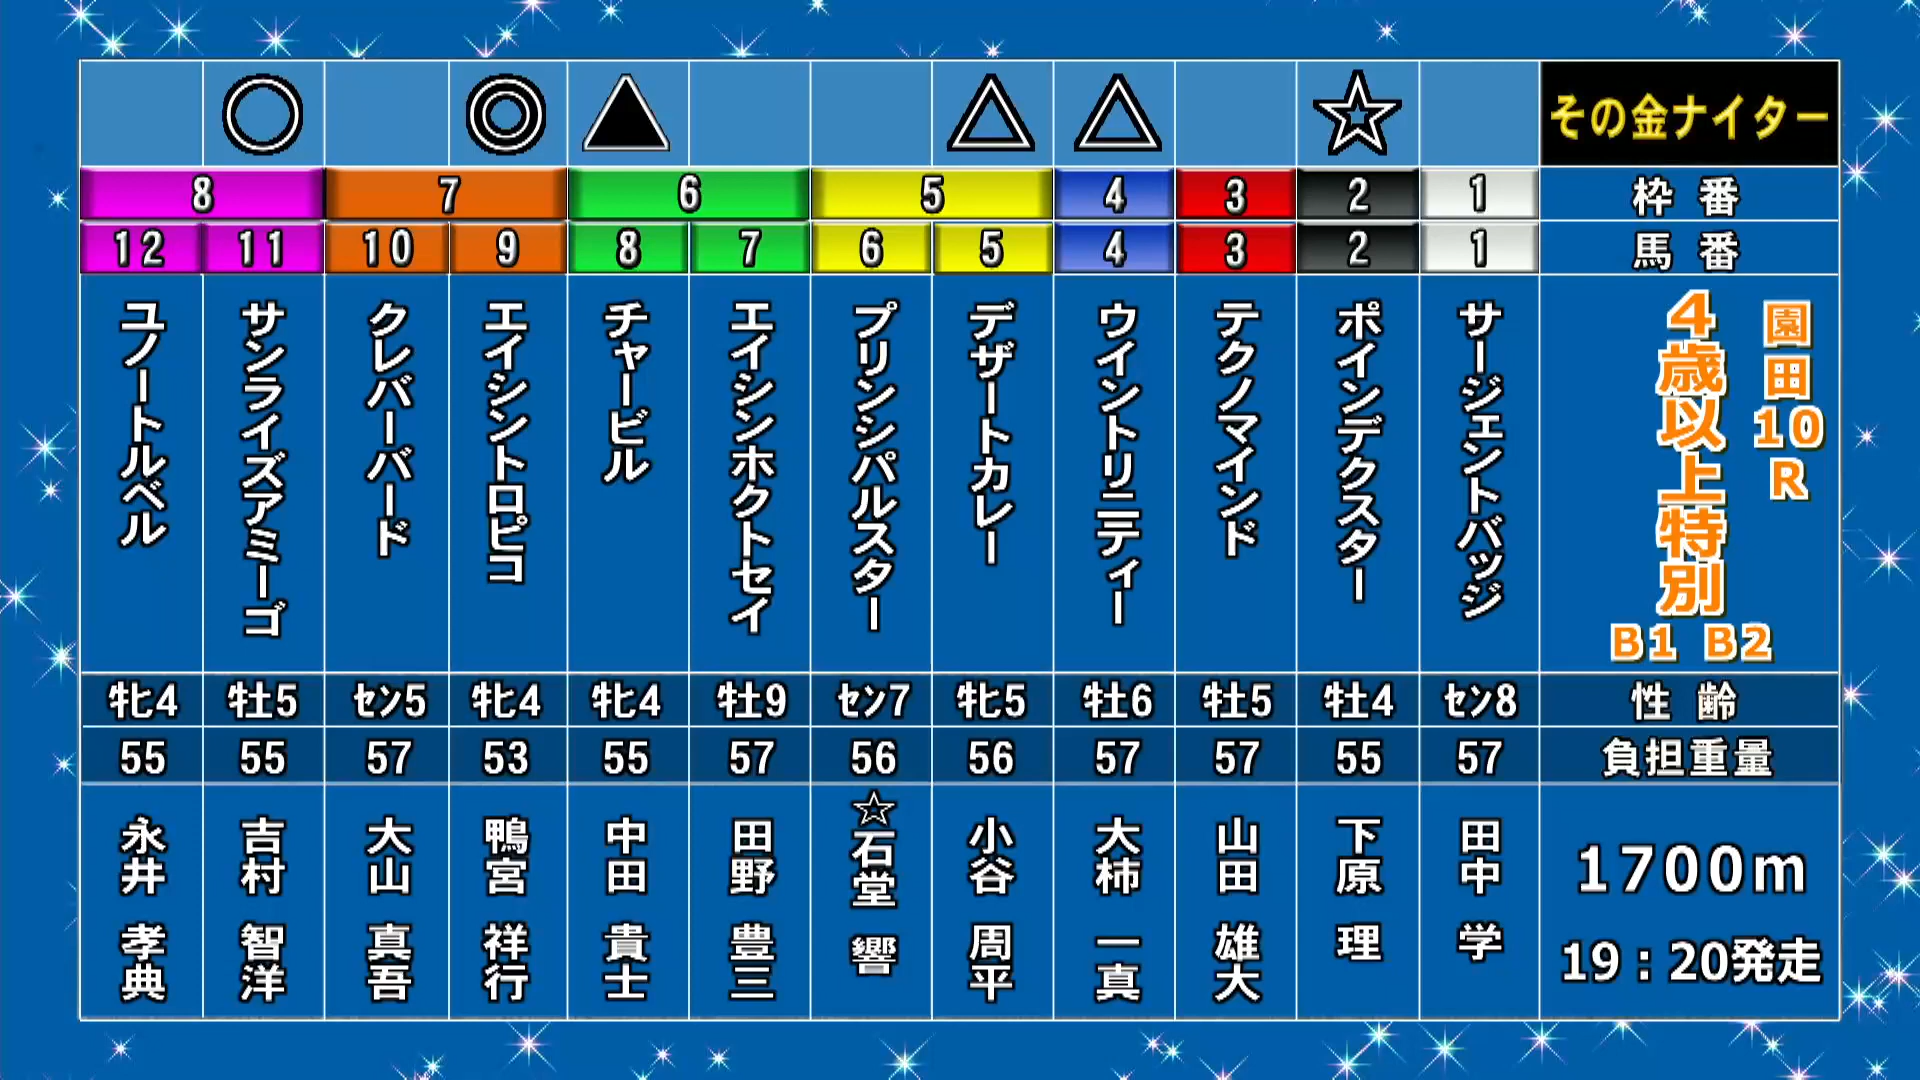 その金ナイター
◯ ◎ ▲ △ △ ☆
8 7 6 5 4 3 2 1 枠番
12 11 10 9 8 7 6 5 4 3 2 1 馬番
園田10R
4歳以上特別
B1 B2
サージェントバッジ
ポインデクスター
テクノマインド
ウイントリニティー
デザートカレー
プリンシパルスター
エイシンホクトセイ
チャービル
エイシントロピコ
クレバーバード
サンライズアミーゴ
ユノートルベル
牝4 牡5 セン5 牝4 牝4 牡9 セン7 牝5 牡6 牡5 牡4 セン8 性齢
55 55 57 53 55 57 56 56 57 57 55 57 負担重量
1700m
19:20発走
田中 学
下原 理
山田 雄大
大柿 一真
小谷 周平
☆石堂 響
田野 豊三
中田 貴士
鴨宮 祥行
大山 真吾
吉村 智洋
永井 孝典